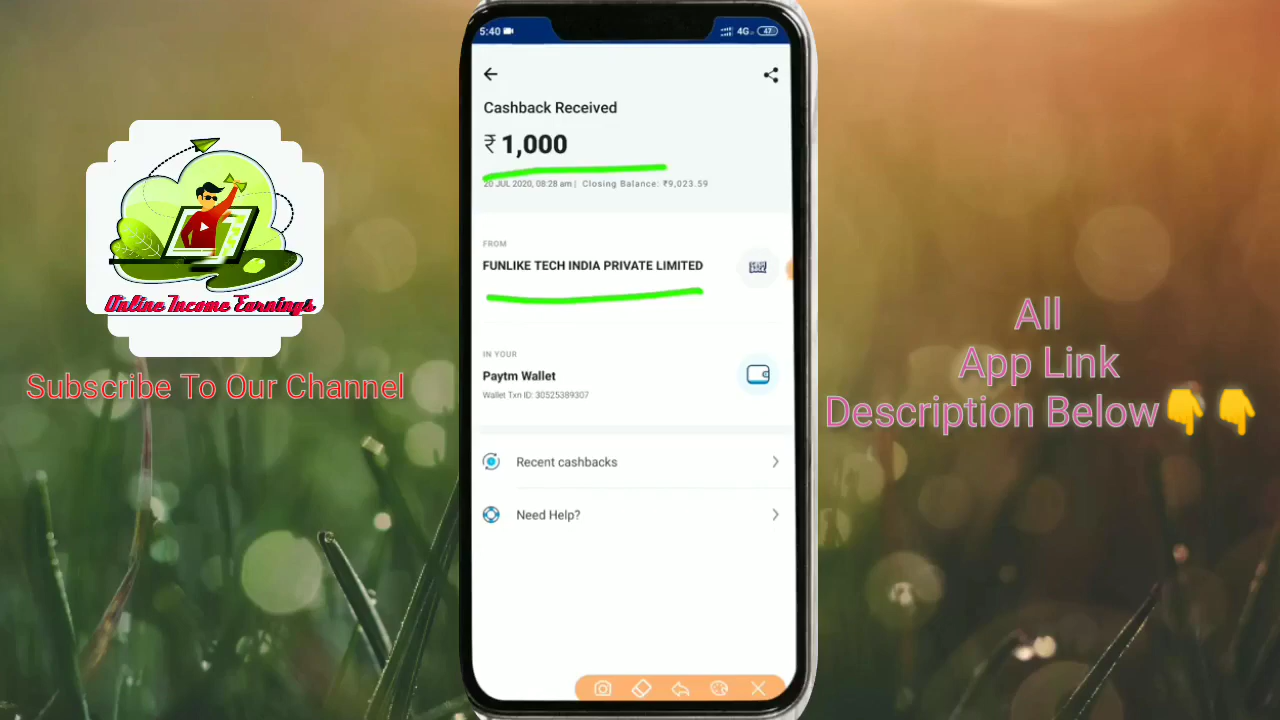 5:40
4G
47
Cashback Received
₹ 1,000
20 JUL 2020, 08:28 am | Closing Balance: ₹9,023.59
FROM
FUNLIKE TECH INDIA PRIVATE LIMITED
IN YOUR
Paytm Wallet
Wallet Txn ID: 30525389307
Recent cashbacks
Need Help?
Online Income Earnings
Subscribe To Our Channel
All
App Link
Description Below👇👇